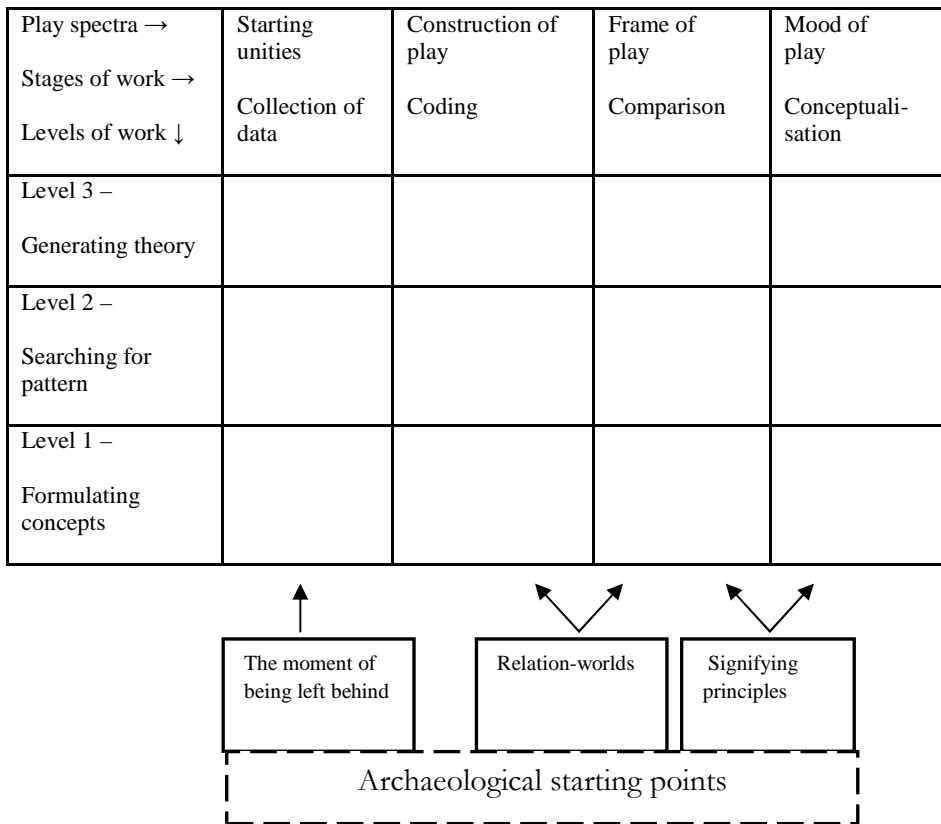 Play spectra →
Stages of work →
Levels of work ↓
Starting
unities
Collection of
data
Construction of
play
Coding
Frame of
play
Comparison
Mood of
play
Conceptuali-
sation
Level 3 –
Generating theory
Level 2 –
Searching for
pattern
Level 1 –
Formulating
concepts
The moment of
being left behind
Relation-worlds
Signifying
principles
Archaeological starting points